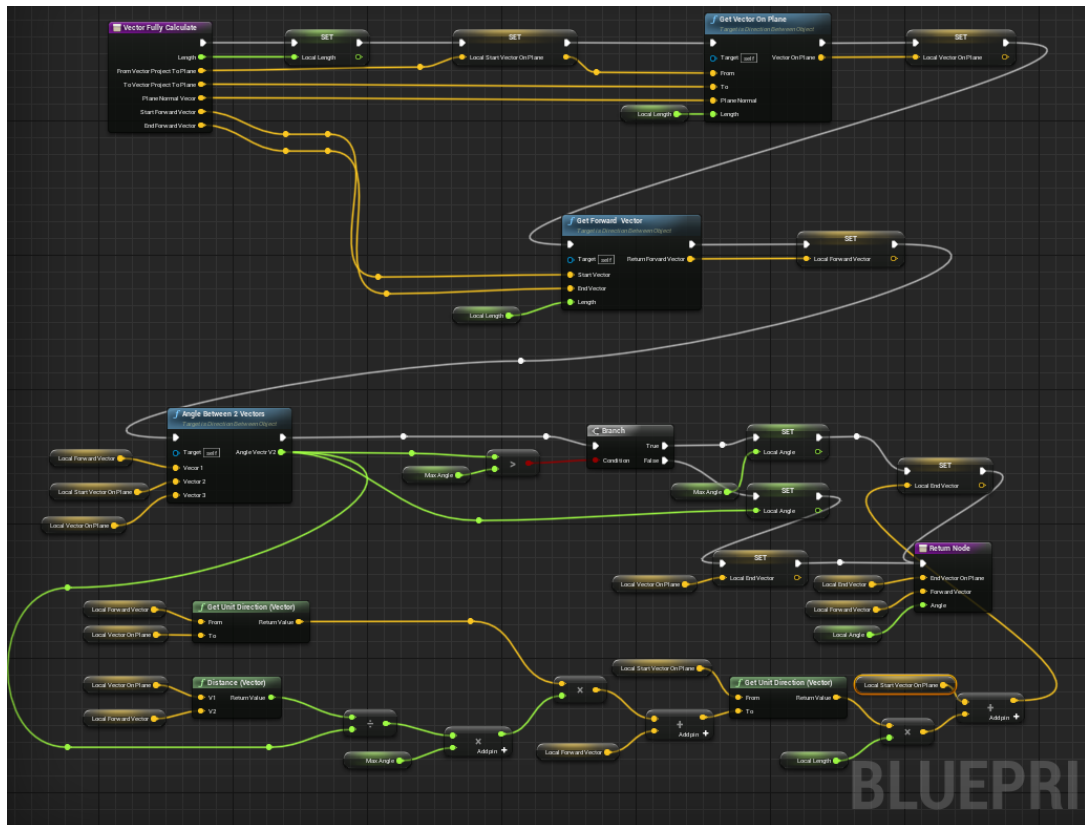 Vector Fully Calculate
Length
From Vector Project To Plane
To Vector Project To Plane
Plane Normal Vecor
Start Forward Vector
End Forward Vector
SET
Local Length
SET
Local Start Vector On Plane
Get Vector On Plane
Target is Direction Between Object
Target self
Vector On Plane
From
To
Plane Normal
Length
Local Length
SET
Local Vector On Plane
Get Forward Vector
Target is Direction Between Object
Target self
Return Forvard Vector
Start Vector
End Vector
Length
Local Length
SET
Local Forward Vector
Angle Between 2 Vectors
Target is Direction Between Object
Target self
Angle Vectr V2
Vecor 1
Vector 2
Vector 3
Local Forward Vector
Local Start Vector On Plane
Local Vector On Plane
Max Angle
>
Branch
True
Condition
False
SET
Local Angle
Max Angle
SET
Local Angle
SET
Local End Vector
Local Vector On Plane
SET
Local End Vector
Return Node
End Vector On Plane
Forward Vector
Angle
Local End Vector
Local Forward Vector
Local Angle
Local Forward Vector
Local Vector On Plane
Get Unit Direction (Vector)
From
Return Value
To
Local Vector On Plane
Local Forward Vector
Distance (Vector)
V1
Return Value
V2
÷
Max Angle
×
Add pin +
×
Local Forward Vector
+
Add pin +
Local Start Vector On Plane
Get Unit Direction (Vector)
From
Return Value
To
Local Start Vector On Plane
Local Length
×
+
Add pin +
BLUEPRI